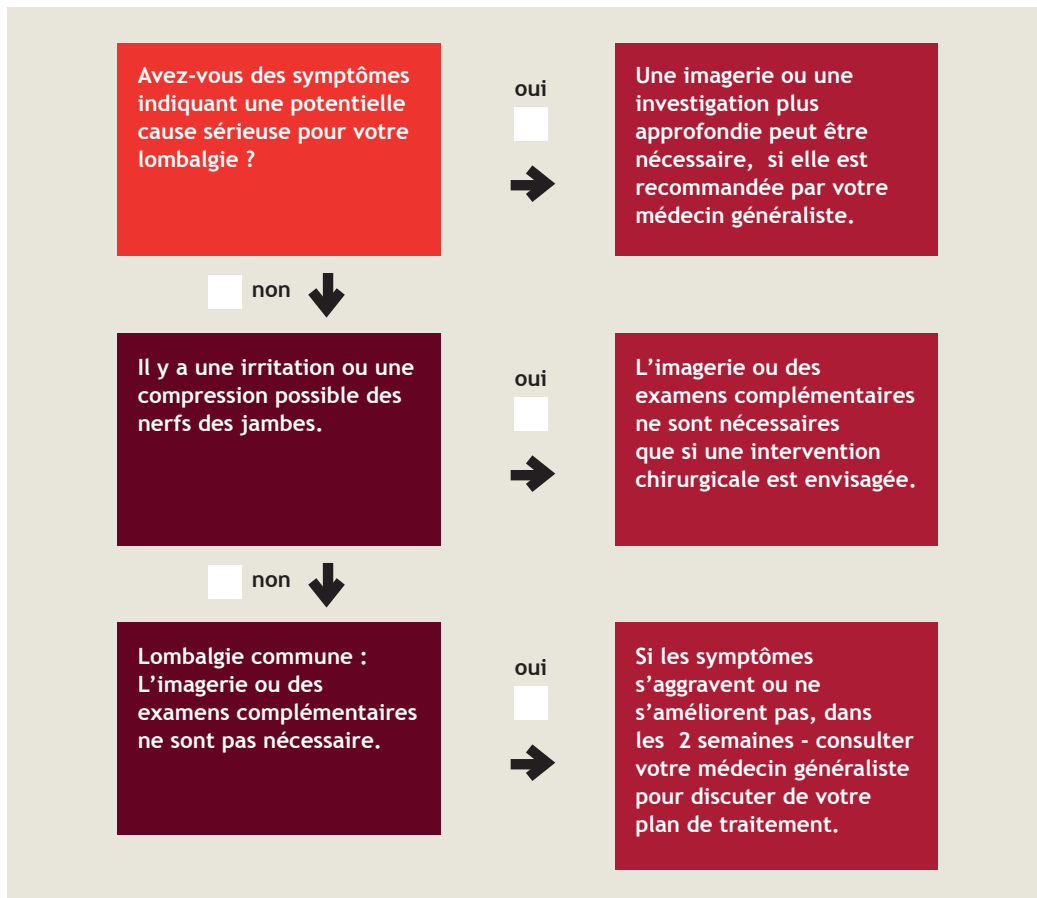 Avez-vous des symptômes
indiquant une potentielle
cause sérieuse pour votre
lombalgie ?
oui
Une imagerie ou une
investigation plus
approfondie peut être
nécessaire, si elle est
recommandée par votre
médecin généraliste.
non
Il y a une irritation ou une
compression possible des
nerfs des jambes.
oui
L’imagerie ou des
examens complémentaires
ne sont nécessaires
que si une intervention
chirurgicale est envisagée.
non
Lombalgie commune :
L’imagerie ou des
examens complémentaires
ne sont pas nécessaire.
oui
Si les symptômes
s’aggravent ou ne
s’améliorent pas, dans
les 2 semaines - consulter
votre médecin généraliste
pour discuter de votre
plan de traitement.